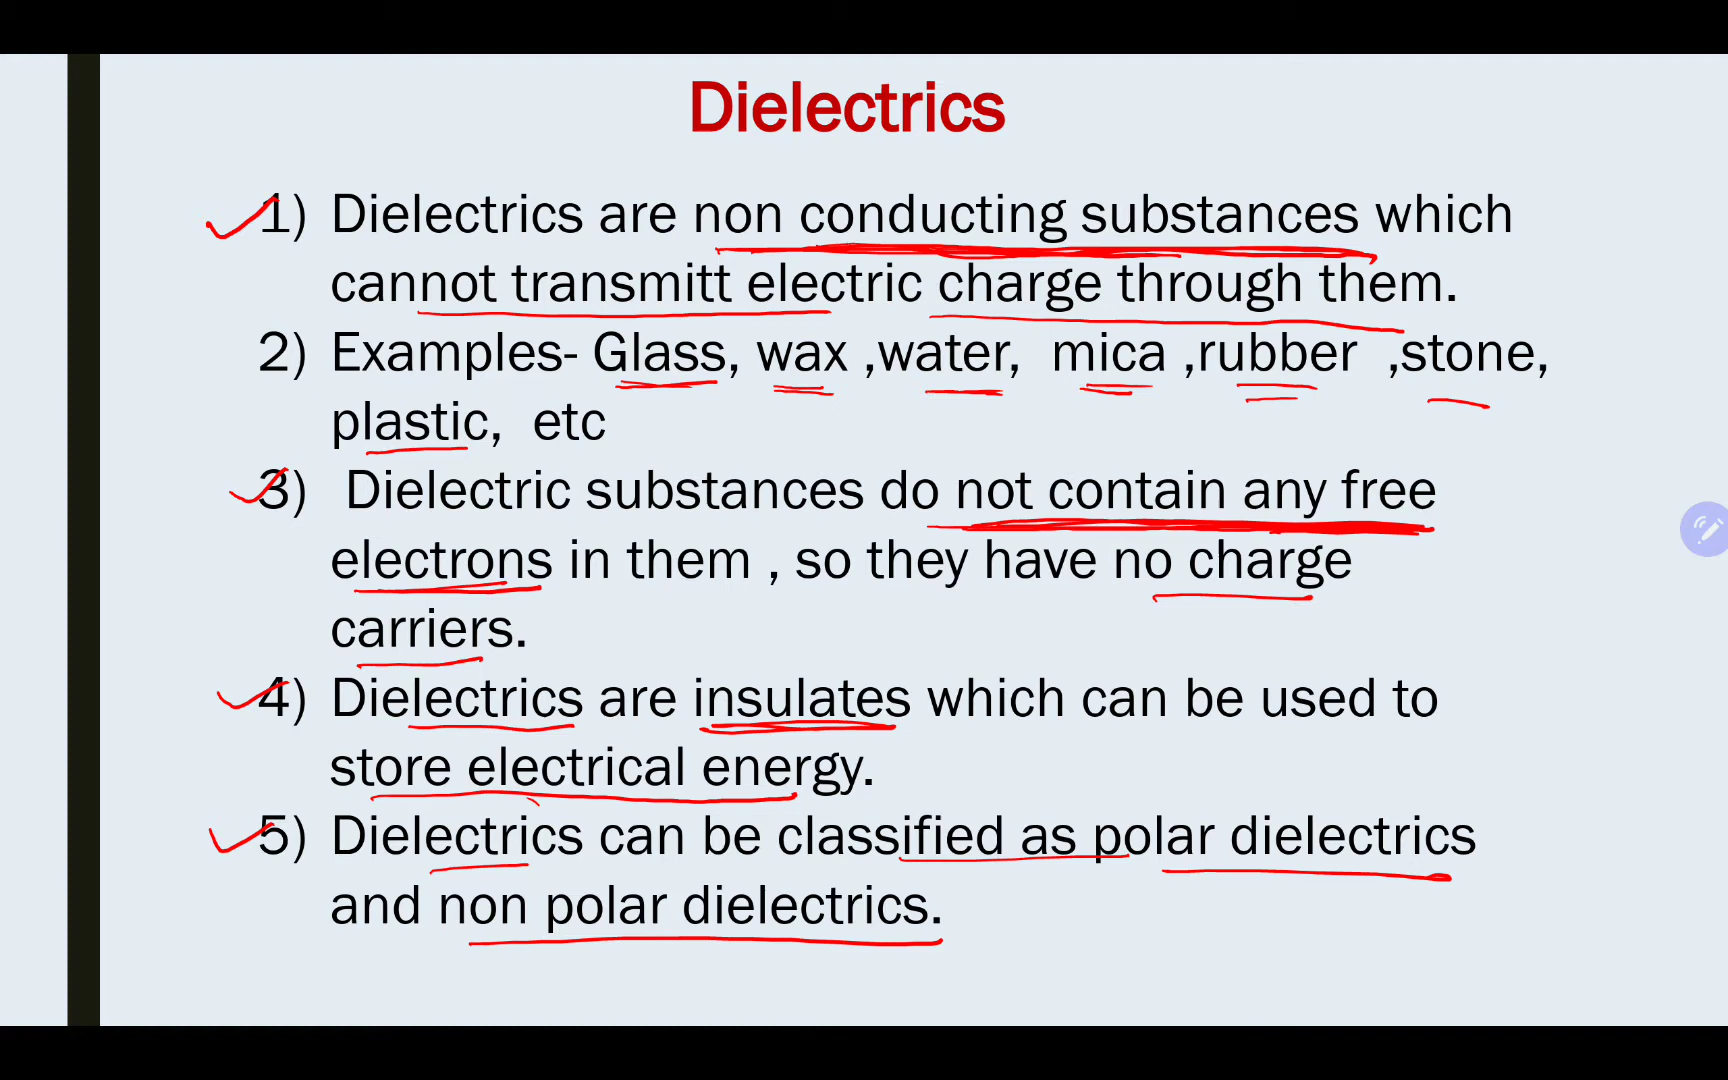 Dielectrics
1) Dielectrics are non conducting substances which
cannot transmitt electric charge through them.
2) Examples- Glass, wax ,water, mica ,rubber ,stone,
plastic, etc
3) Dielectric substances do not contain any free
electrons in them , so they have no charge
carriers.
4) Dielectrics are insulates which can be used to
store electrical energy.
5) Dielectrics can be classified as polar dielectrics
and non polar dielectrics.